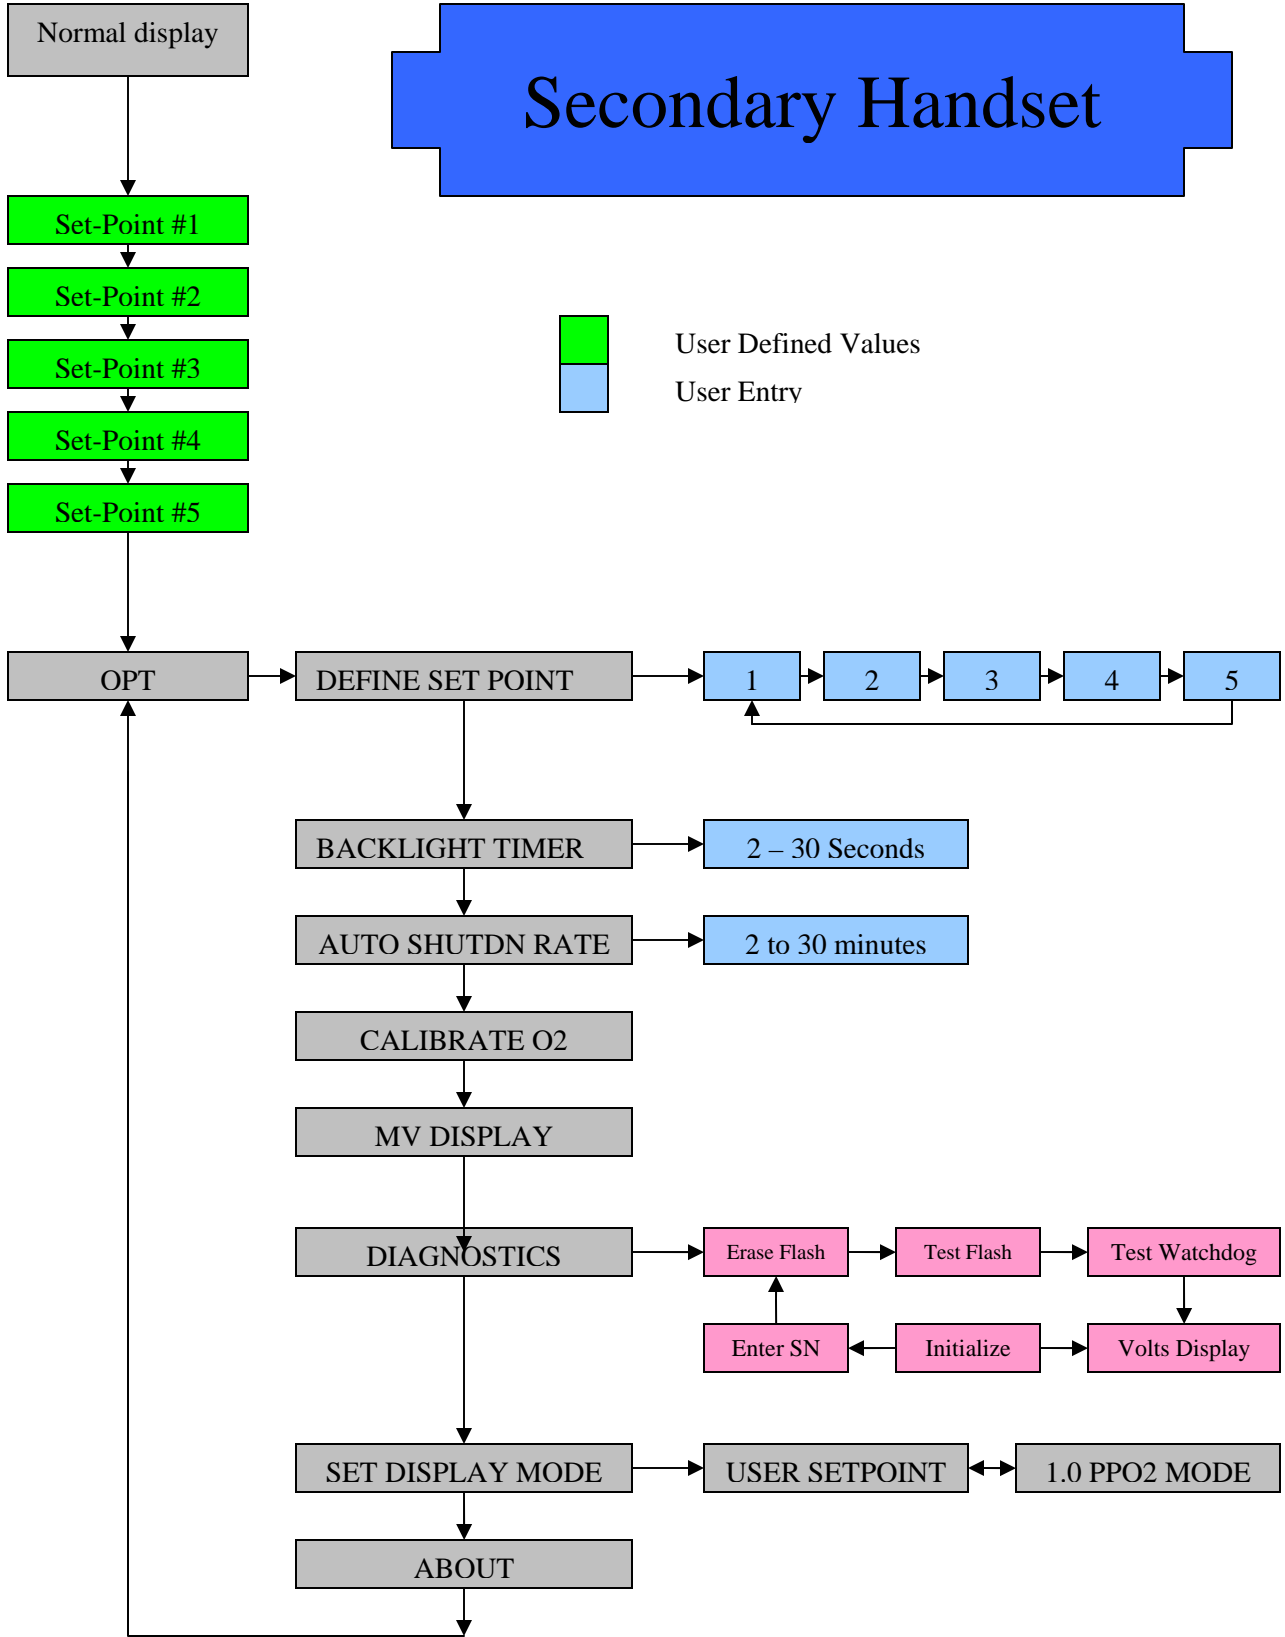 Normal display
Secondary Handset
Set-Point #1
Set-Point #2
Set-Point #3
Set-Point #4
Set-Point #5
User Defined Values
User Entry
OPT
DEFINE SET POINT
1
2
3
4
5
BACKLIGHT TIMER
2 – 30 Seconds
AUTO SHUTDN RATE
2 to 30 minutes
CALIBRATE O2
MV DISPLAY
DIAGNOSTICS
Erase Flash
Test Flash
Test Watchdog
Enter SN
Initialize
Volts Display
SET DISPLAY MODE
USER SETPOINT
1.0 PPO2 MODE
ABOUT